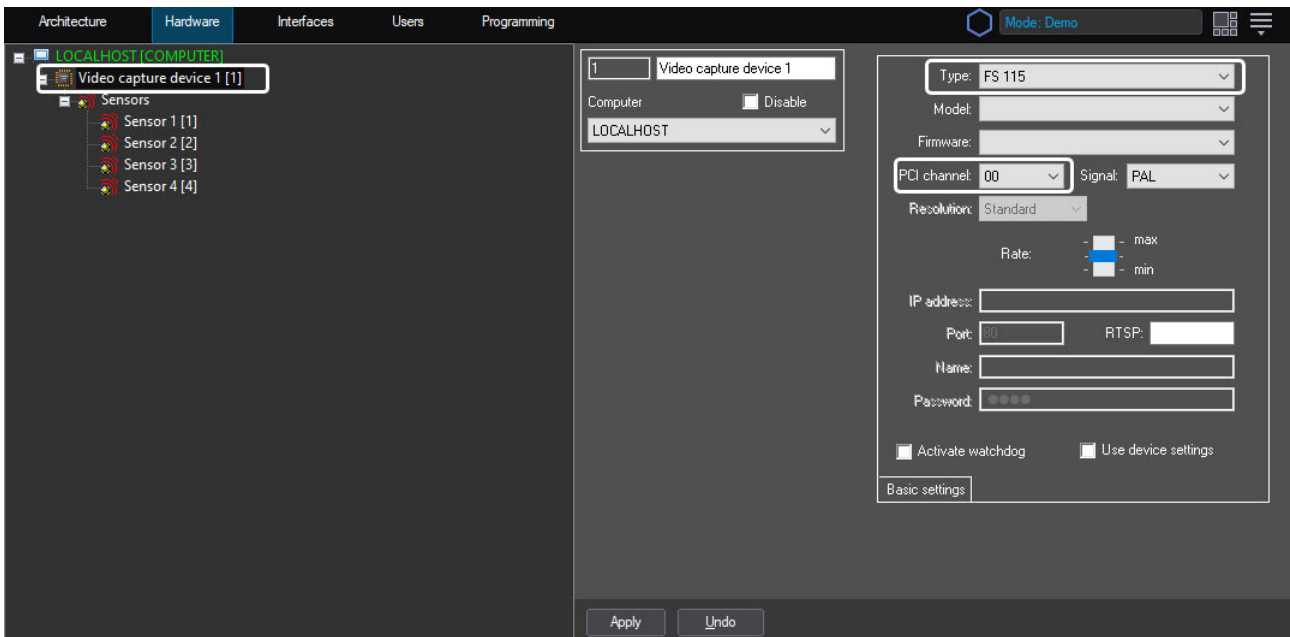 Architecture Hardware Interfaces Users Programming Mode: Demo
LOCALHOST [COMPUTER]
Video capture device 1 [1]
Sensors
Sensor 1 [1]
Sensor 2 [2]
Sensor 3 [3]
Sensor 4 [4]
1 Video capture device 1
Computer Disable
LOCALHOST
Type: FS 115
Model:
Firmware:
PCI channel: 00 Signal: PAL
Resolution: Standard
Rate: max
min
IP address:
Port: 80 RTSP:
Name:
Password: ●●●●
Activate watchdog Use device settings
Basic settings
Apply Undo